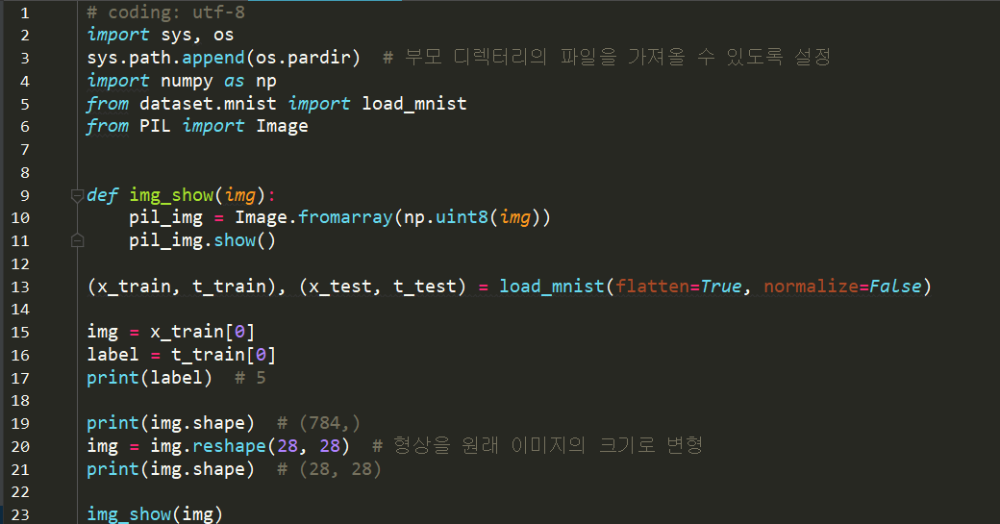 1 # coding: utf-8
2 import sys, os
3 sys.path.append(os.pardir)  # 부모 디렉터리의 파일을 가져올 수 있도록 설정
4 import numpy as np
5 from dataset.mnist import load_mnist
6 from PIL import Image
7
8
9 def img_show(img):
10     pil_img = Image.fromarray(np.uint8(img))
11     pil_img.show()
12
13 (x_train, t_train), (x_test, t_test) = load_mnist(flatten=True, normalize=False)
14
15 img = x_train[0]
16 label = t_train[0]
17 print(label)  # 5
18
19 print(img.shape)  # (784,)
20 img = img.reshape(28, 28)  # 형상을 원래 이미지의 크기로 변형
21 print(img.shape)  # (28, 28)
22
23 img_show(img)